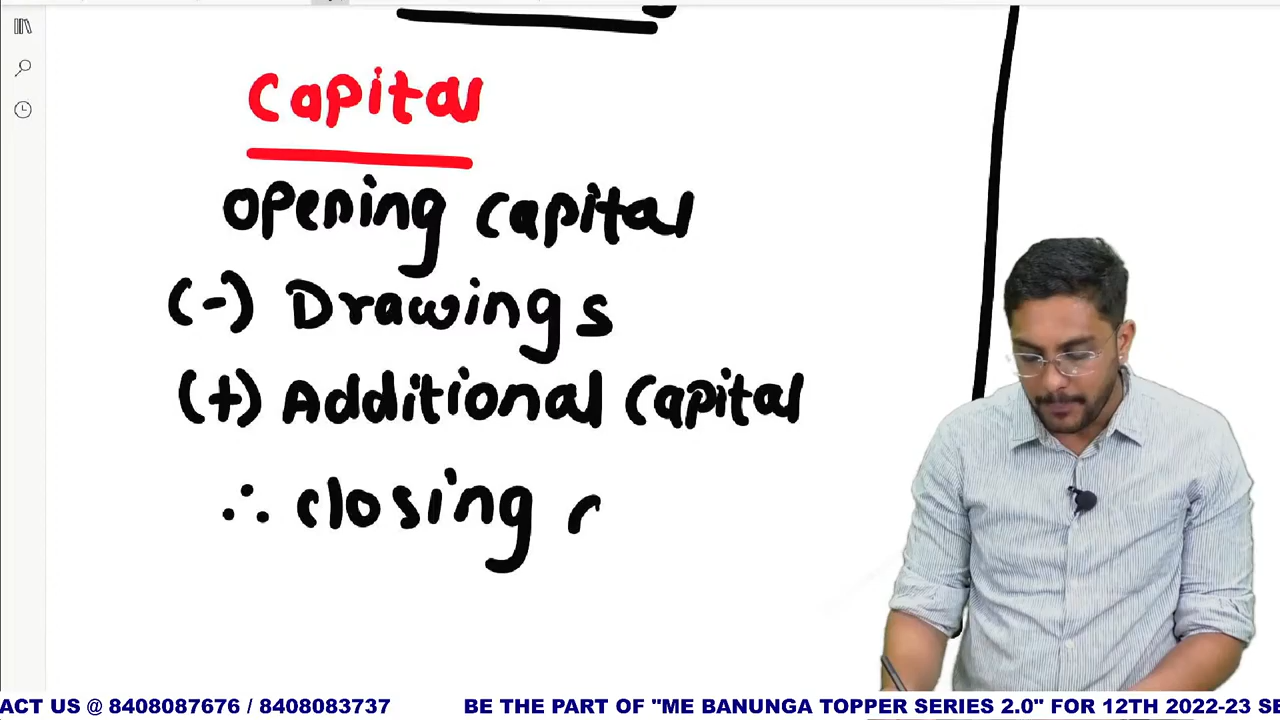 Capital
opening capital
(-) Drawings
(+) Additional Capital
∴ closing c
ACT US @ 8408087676 / 8408083737 BE THE PART OF "ME BANUNGA TOPPER SERIES 2.0" FOR 12TH 2022-23 SE